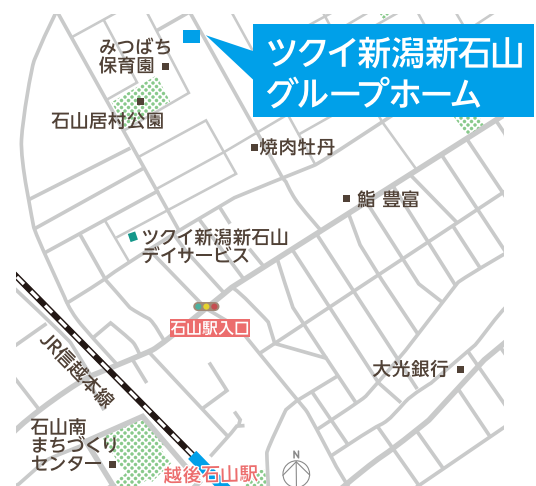 みつばち
保育園
ツクイ新潟新石山
グループホーム
石山居村公園
焼肉牡丹
鮨 豊富
ツクイ新潟新石山
デイサービス
石山駅入口
JR信越本線
大光銀行
石山南
まちづくり
センター
越後石山駅
N